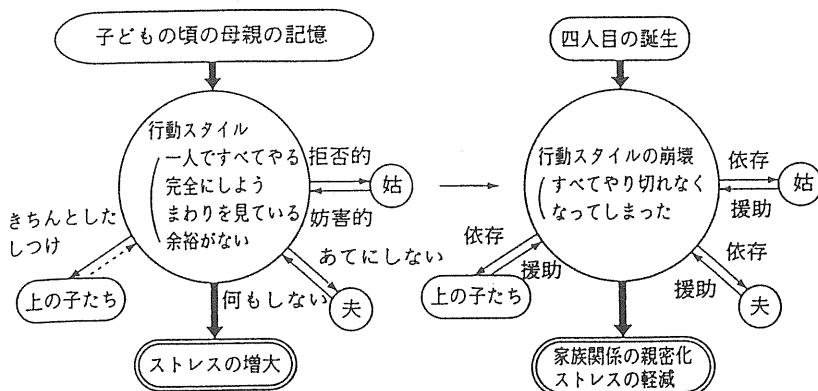 子どもの頃の母親の記憶
行動スタイル
一人ですべてやる
完全にしよう
まわりを見ている
余裕がない
拒否的
妨害的
姑
きちんとした
しつけ
上の子たち
あてにしない
何もしない
夫
ストレスの増大
四人目の誕生
行動スタイルの崩壊
すべてやり切れなく
なってしまった
依存
援助
姑
依存
援助
上の子たち
依存
援助
夫
家族関係の親密化
ストレスの軽減